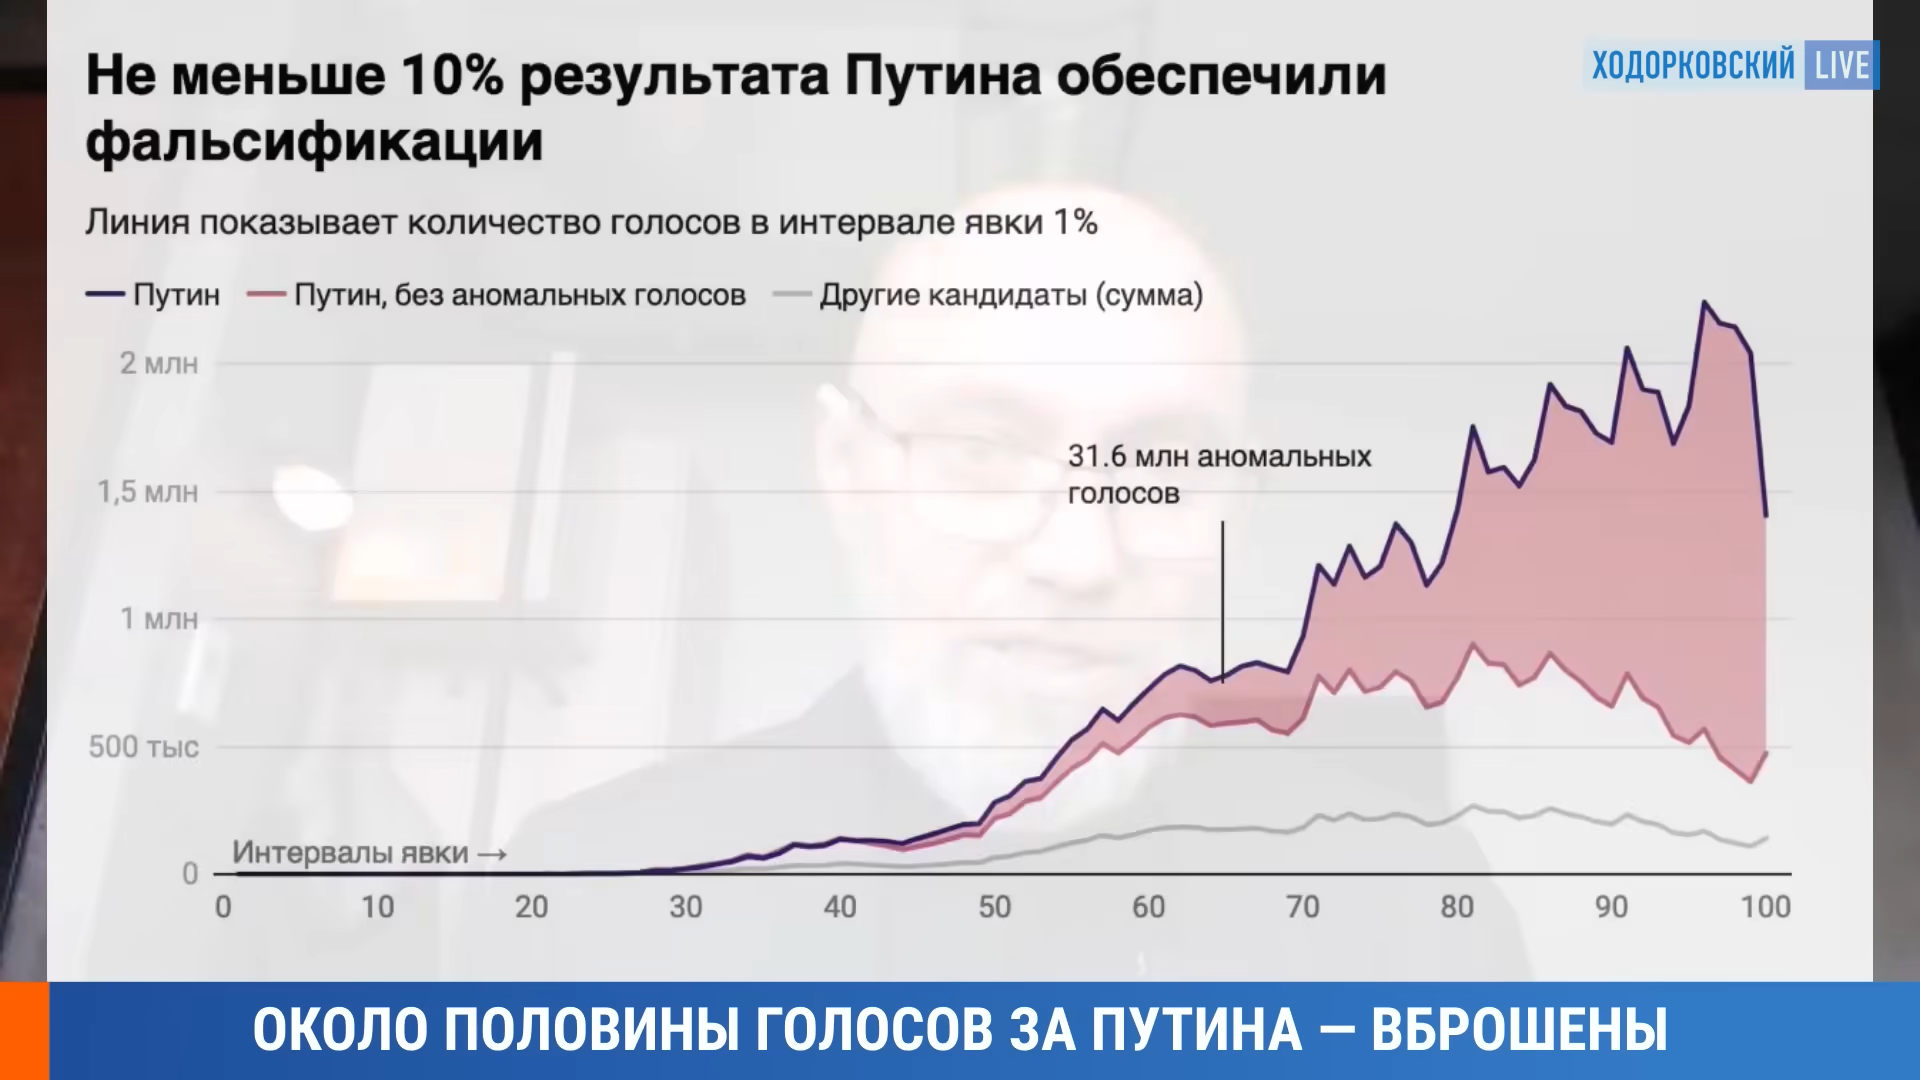 Не меньше 10% результата Путина обеспечили
фальсификации
ХОДОРКОВСКИЙ LIVE
Линия показывает количество голосов в интервале явки 1%
Путин Путин, без аномальных голосов Другие кандидаты (сумма)
2 млн
1,5 млн
31.6 млн аномальных
голосов
1 млн
500 тыс
Интервалы явки →
0
0 10 20 30 40 50 60 70 80 90 100
ОКОЛО ПОЛОВИНЫ ГОЛОСОВ ЗА ПУТИНА — ВБРОШЕНЫ